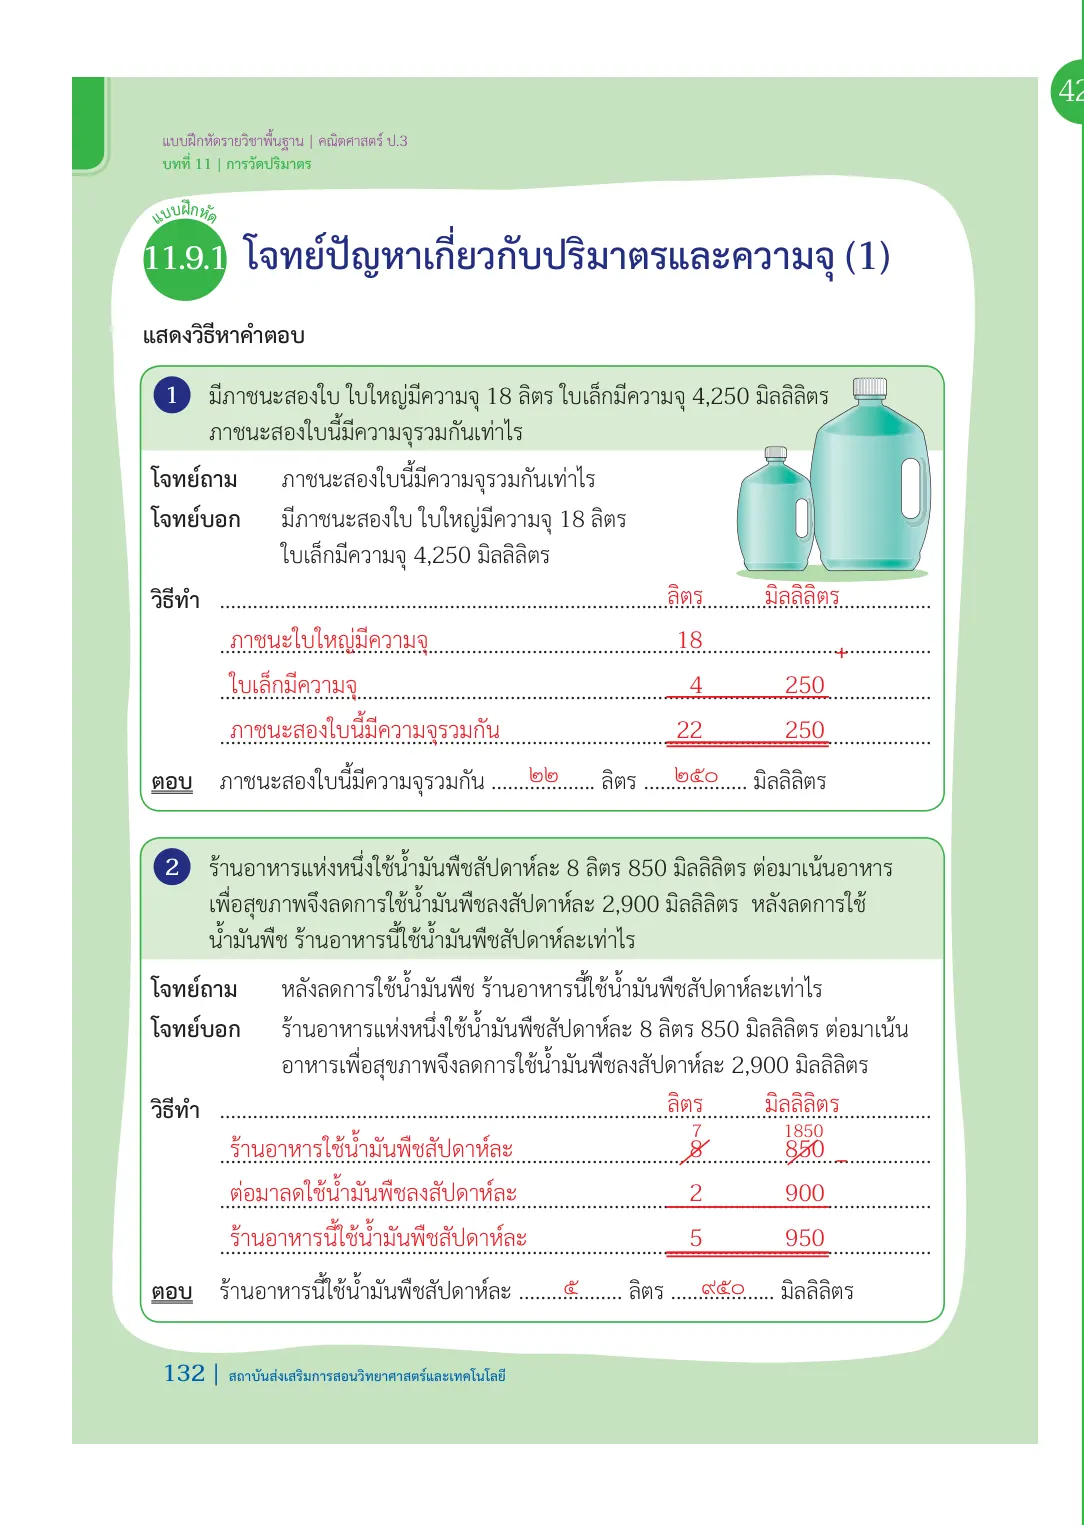 42
แบบฝึกหัดรายวิชาพื้นฐาน | คณิตศาสตร์ ป.3
บทที่ 11 | การวัดปริมาตร
แบบฝึกหัด
11.9.1 โจทย์ปัญหาเกี่ยวกับปริมาตรและความจุ (1)
แสดงวิธีหาคำตอบ
1 มีภาชนะสองใบ ใบใหญ่มีความจุ 18 ลิตร ใบเล็กมีความจุ 4,250 มิลลิลิตร
ภาชนะสองใบนี้มีความจุรวมกันเท่าไร
โจทย์ถาม ภาชนะสองใบนี้มีความจุรวมกันเท่าไร
โจทย์บอก มีภาชนะสองใบ ใบใหญ่มีความจุ 18 ลิตร
ใบเล็กมีความจุ 4,250 มิลลิลิตร
วิธีทำ ลิตร มิลลิลิตร
ภาชนะใบใหญ่มีความจุ 18 +
ใบเล็กมีความจุ 4 250
ภาชนะสองใบนี้มีความจุรวมกัน 22 250
ตอบ ภาชนะสองใบนี้มีความจุรวมกัน ๒๒ ลิตร ๒๕๐ มิลลิลิตร
2 ร้านอาหารแห่งหนึ่งใช้น้ำมันพืชสัปดาห์ละ 8 ลิตร 850 มิลลิลิตร ต่อมาเน้นอาหาร
เพื่อสุขภาพจึงลดการใช้น้ำมันพืชลงสัปดาห์ละ 2,900 มิลลิลิตร หลังลดการใช้
น้ำมันพืช ร้านอาหารนี้ใช้น้ำมันพืชสัปดาห์ละเท่าไร
โจทย์ถาม หลังลดการใช้น้ำมันพืช ร้านอาหารนี้ใช้น้ำมันพืชสัปดาห์ละเท่าไร
โจทย์บอก ร้านอาหารแห่งหนึ่งใช้น้ำมันพืชสัปดาห์ละ 8 ลิตร 850 มิลลิลิตร ต่อมาเน้น
อาหารเพื่อสุขภาพจึงลดการใช้น้ำมันพืชลงสัปดาห์ละ 2,900 มิลลิลิตร
วิธีทำ ลิตร มิลลิลิตร
7 1850
ร้านอาหารใช้น้ำมันพืชสัปดาห์ละ 8 850 –
ต่อมาลดใช้น้ำมันพืชลงสัปดาห์ละ 2 900
ร้านอาหารนี้ใช้น้ำมันพืชสัปดาห์ละ 5 950
ตอบ ร้านอาหารนี้ใช้น้ำมันพืชสัปดาห์ละ ๕ ลิตร ๙๕๐ มิลลิลิตร
132 | สถาบันส่งเสริมการสอนวิทยาศาสตร์และเทคโนโลยี